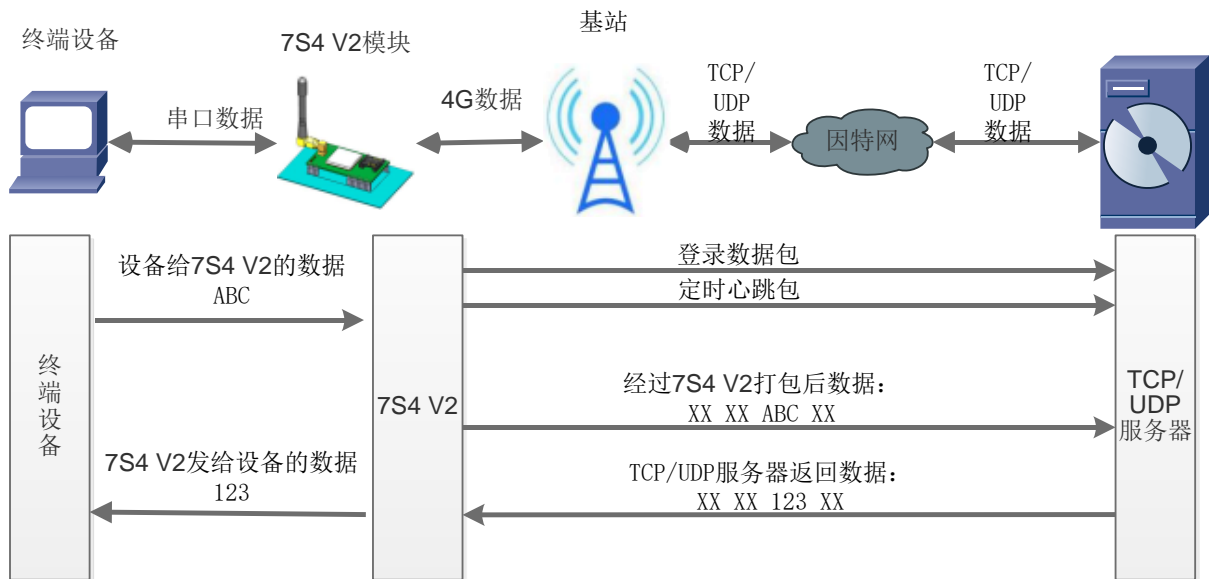 终端设备
7S4 V2模块
基站
串口数据
4G数据
TCP/
UDP
数据
因特网
TCP/
UDP
数据
设备给7S4 V2的数据
ABC
登录数据包
定时心跳包
终
端
设
备
7S4 V2
经过7S4 V2打包后数据:
XX XX ABC XX
TCP/
UDP
服务器
7S4 V2发给设备的数据
123
TCP/UDP服务器返回数据:
XX XX 123 XX